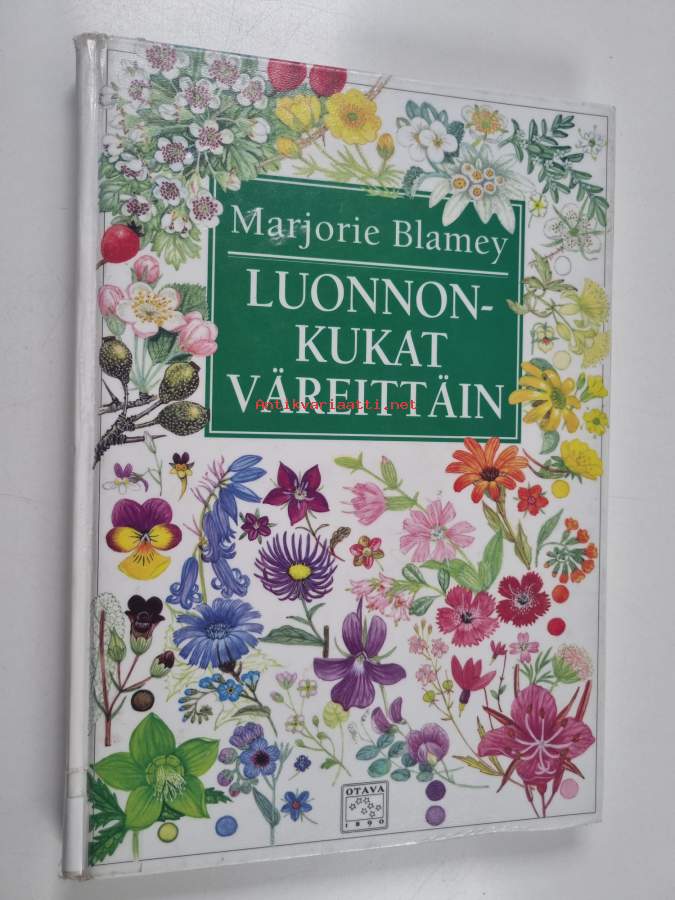 Marjorie Blamey
LUONNON-
KUKAT
VÄREITTÄIN
Antikvariaatti.net
OTAVA
1890